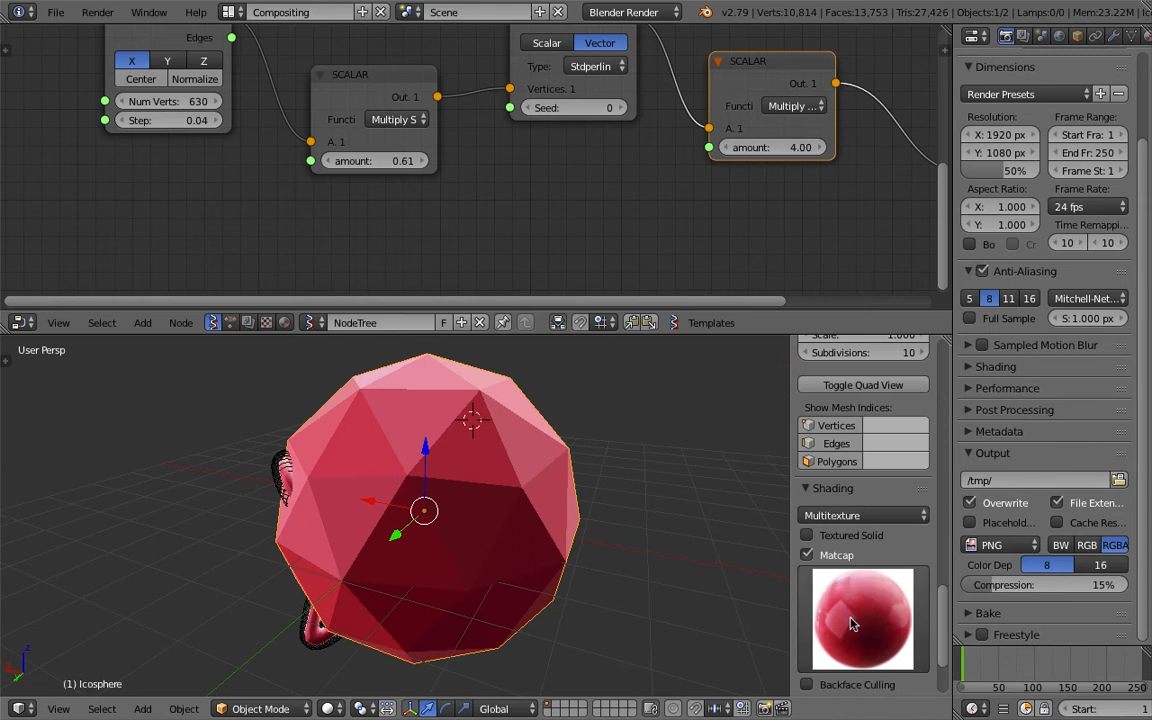 File Render Window Help Compositing Scene Blender Render v2.79 | Verts:10,814 | Faces:13,753 | Tris:27,426 | Objects:1/2 | Lamps:0/0 | Mem:23.22M |
Edges
X Y Z
Center Normalize
Num Verts: 630
Step: 0.04
SCALAR
Out. 1
Functi Multiply S
A. 1
amount: 0.61
Scalar Vector
Type: Stdperlin
Vertices. 1
Seed: 0
SCALAR
Out. 1
Functi Multiply ...
A. 1
amount: 4.00
View Select Add Node NodeTree F Templates
User Persp
(1) Icosphere
View Select Add Object Object Mode Global
Scale: 1.000
Subdivisions: 10
Toggle Quad View
Show Mesh Indices:
Vertices
Edges
Polygons
Shading
Multitexture
Textured Solid
Matcap
Backface Culling
Dimensions
Render Presets
Resolution: Frame Range:
X: 1920 px Start Fra: 1
Y: 1080 px End Fr: 250
50% Frame St: 1
Aspect Ratio: Frame Rate:
X: 1.000 24 fps
Y: 1.000 Time Remappi...
Bo Cr 10 10
Anti-Aliasing
5 8 11 16 Mitchell-Net...
Full Sample S: 1.000 px
Sampled Motion Blur
Shading
Performance
Post Processing
Metadata
Output
/tmp/
Overwrite File Exten...
Placehold... Cache Res...
PNG BW RGB RGBA
Color Dep 8 16
Compression: 15%
Bake
Freestyle
50 100 150 200 250
Start: 1